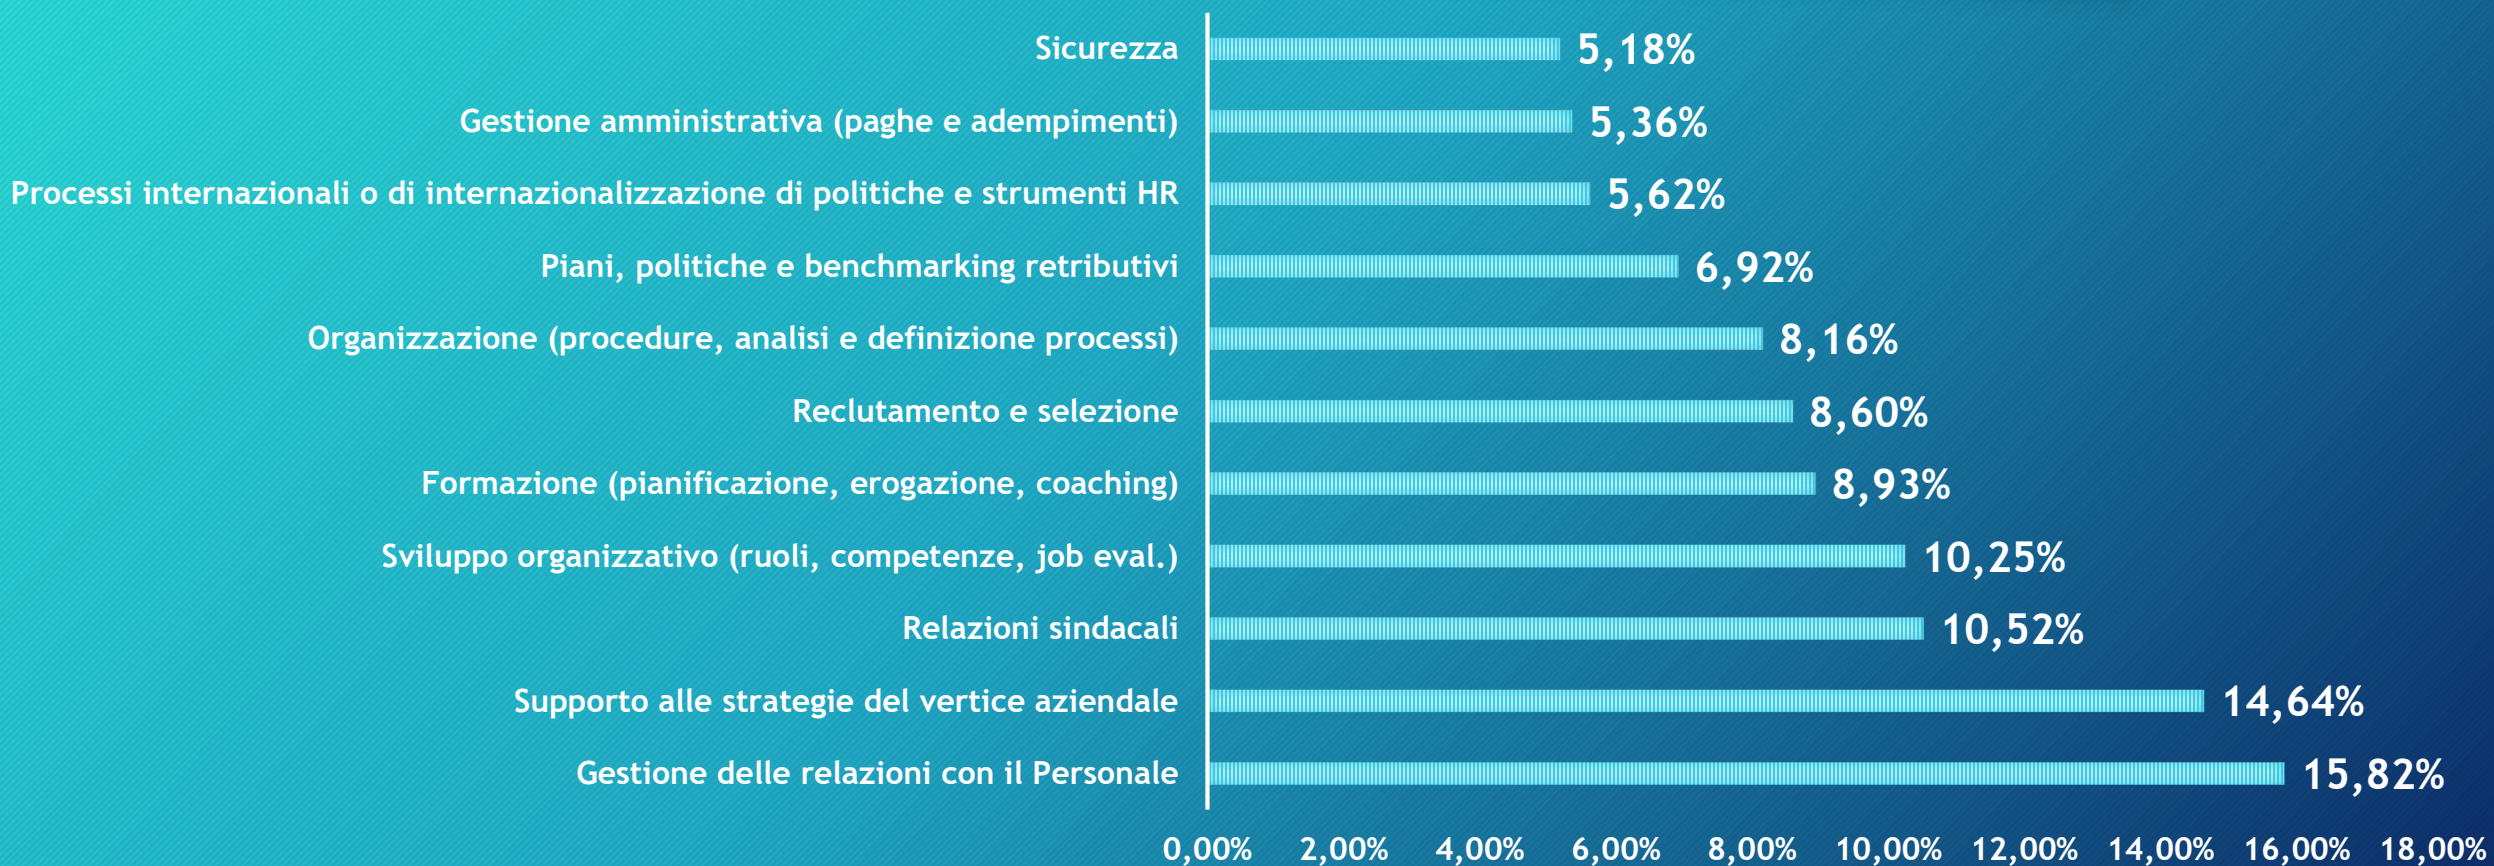 Sicurezza 5,18%
Gestione amministrativa (paghe e adempimenti) 5,36%
Processi internazionali o di internazionalizzazione di politiche e strumenti HR 5,62%
Piani, politiche e benchmarking retributivi 6,92%
Organizzazione (procedure, analisi e definizione processi) 8,16%
Reclutamento e selezione 8,60%
Formazione (pianificazione, erogazione, coaching) 8,93%
Sviluppo organizzativo (ruoli, competenze, job eval.) 10,25%
Relazioni sindacali 10,52%
Supporto alle strategie del vertice aziendale 14,64%
Gestione delle relazioni con il Personale 15,82%
0,00% 2,00% 4,00% 6,00% 8,00% 10,00% 12,00% 14,00% 16,00% 18,00%